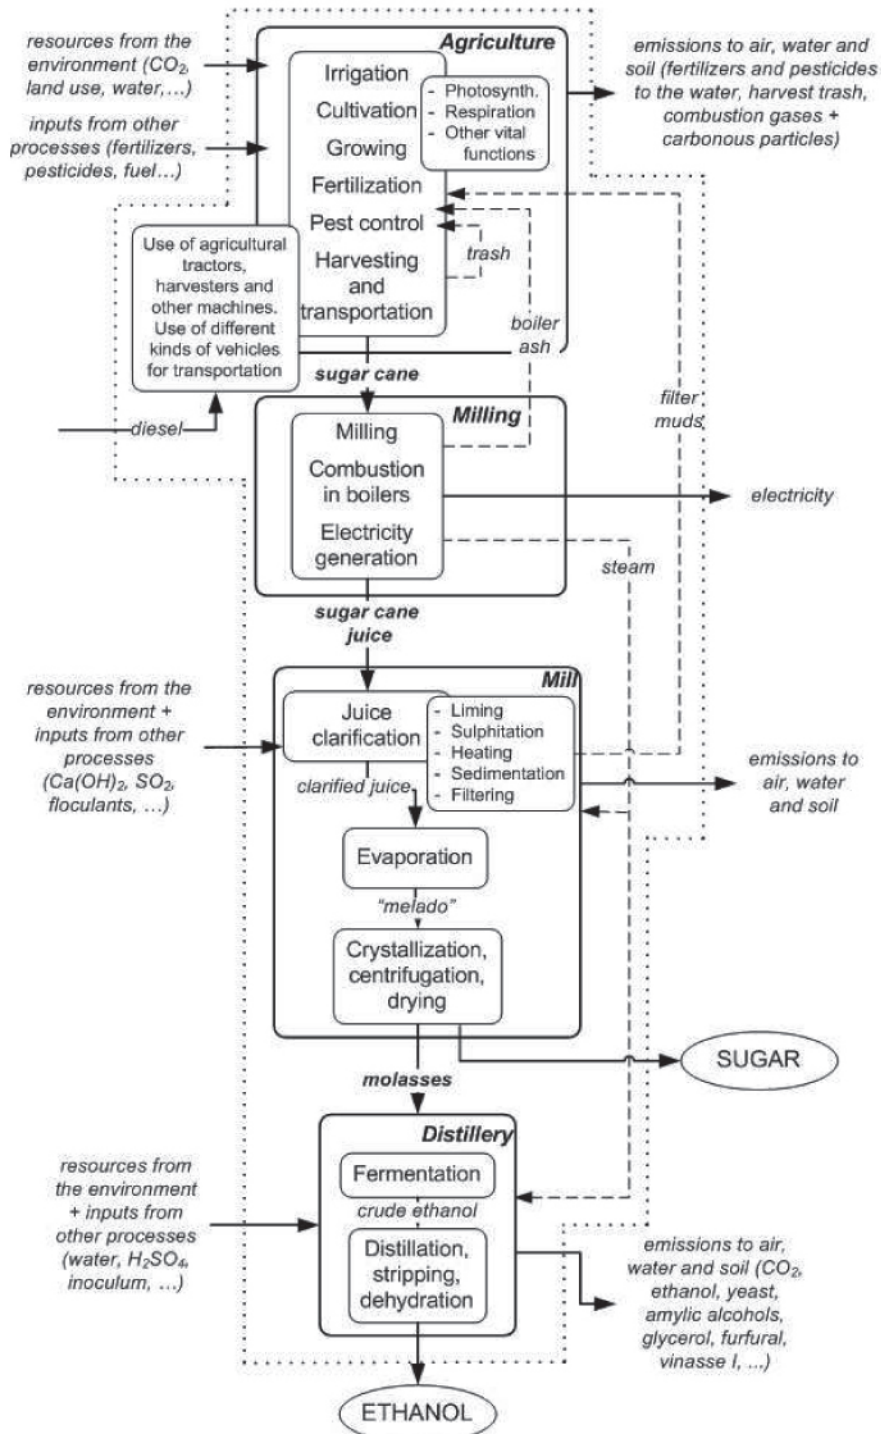 resources from the
environment (CO2,
land use, water,...)
inputs from other
processes (fertilizers,
pesticides, fuel...)
Agriculture
Irrigation
Cultivation
Growing
Fertilization
Pest control
Harvesting
and
transportation
- Photosynth.
- Respiration
- Other vital
functions
emissions to air, water and
soil (fertilizers and pesticides
to the water, harvest trash,
combustion gases +
carbonous particles)
Use of agricultural
tractors,
harvesters and
other machines.
Use of different
kinds of vehicles
for transportation
trash
boiler
ash
filter
muds
diesel
sugar cane
Milling
Milling
Combustion
in boilers
Electricity
generation
electricity
steam
sugar cane
juice
resources from the
environment +
inputs from other
processes
(Ca(OH)2, SO2,
floculants, ...)
Mill
Juice
clarification
- Liming
- Sulphitation
- Heating
- Sedimentation
- Filtering
emissions to
air, water
and soil
clarified juice
Evaporation
"melado"
Crystallization,
centrifugation,
drying
SUGAR
molasses
Distillery
resources from
the environment
+ inputs from
other processes
(water, H2SO4,
inoculum, ...)
Fermentation
crude ethanol
Distillation,
stripping,
dehydration
emissions to air,
water and soil (CO2,
ethanol, yeast,
amylic alcohols,
glycerol, furfural,
vinasse I, ...)
ETHANOL